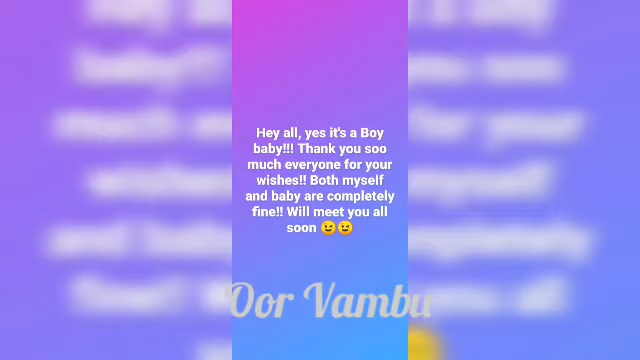 Hey all, yes it's a Boy
baby!!! Thank you soo
much everyone for your
wishes!! Both myself
and baby are completely
fine!! Will meet you all
soon 😉😉
Oor Vambu